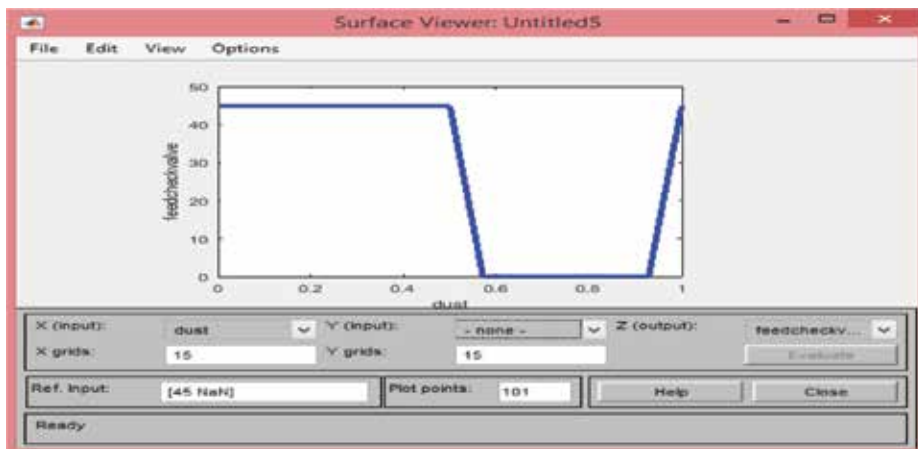 Surface Viewer: Untitled5
File Edit View Options
50
40
30
20
10
0
feedcheckvalve
0 0.2 0.4 0.6 0.8 1
dust
X (input): dust Y (input): - none - Z (output): feedcheckv...
X grids: 15 Y grids: 15 Evaluate
Ref. Input: [45 NaN] Plot points: 101 Help Close
Ready